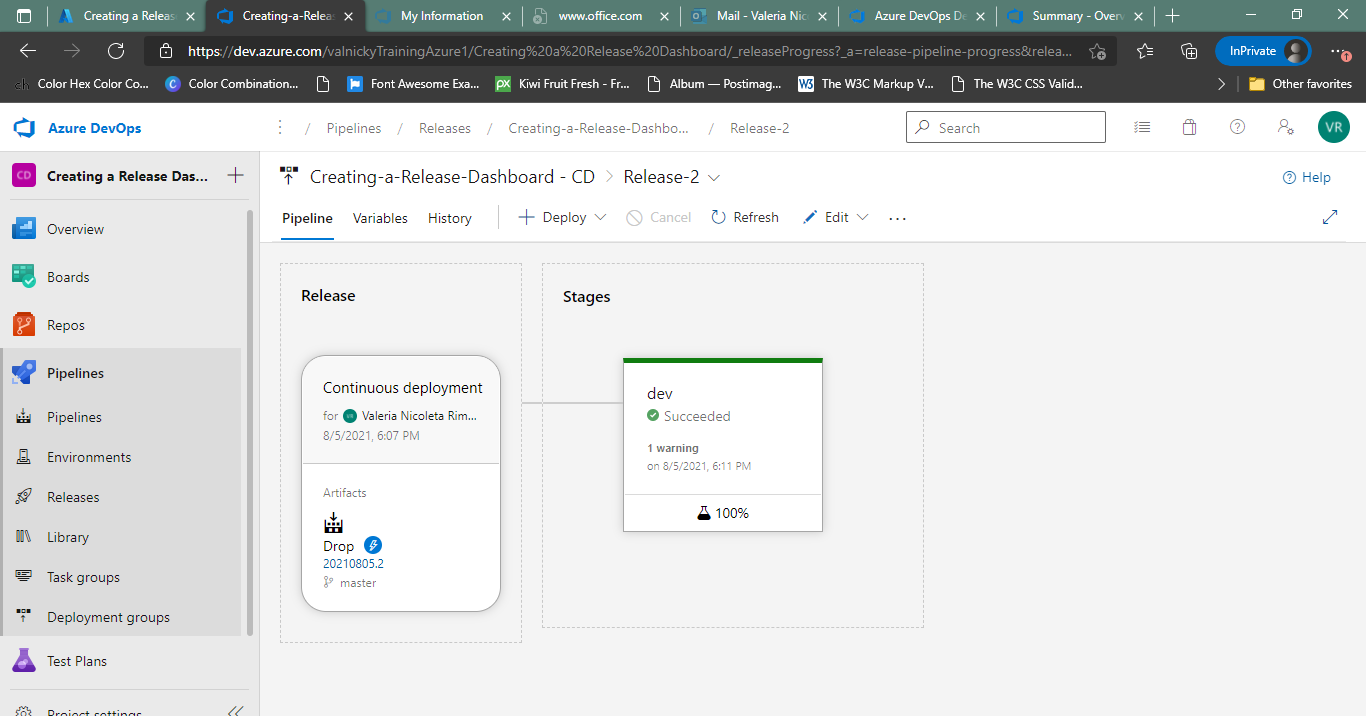 Creating a Releas
Creating-a-Releas
My Information
www.office.com
Mail - Valeria Nic
Azure DevOps De
Summary - Overv
https://dev.azure.com/valnickyTrainingAzure1/Creating%20a%20Release%20Dashboard/_releaseProgress?_a=release-pipeline-progress&relea...
InPrivate
Color Hex Color Co...
Color Combination...
Font Awesome Exa...
px
Kiwi Fruit Fresh - Fr...
Album — Postimag...
W3
The W3C Markup V...
The W3C CSS Valid...
Other favorites
Azure DevOps
/ Pipelines / Releases / Creating-a-Release-Dashbo... / Release-2
Search
VR
CD
Creating a Release Das...
Creating-a-Release-Dashboard - CD > Release-2
Help
Pipeline
Variables
History
Deploy
Cancel
Refresh
Edit
Overview
Boards
Repos
Pipelines
Pipelines
Environments
Releases
Library
Task groups
Deployment groups
Test Plans
Project settings
Release
Continuous deployment
for VR Valeria Nicoleta Rim...
8/5/2021, 6:07 PM
Artifacts
Drop
20210805.2
master
Stages
dev
Succeeded
1 warning
on 8/5/2021, 6:11 PM
100%